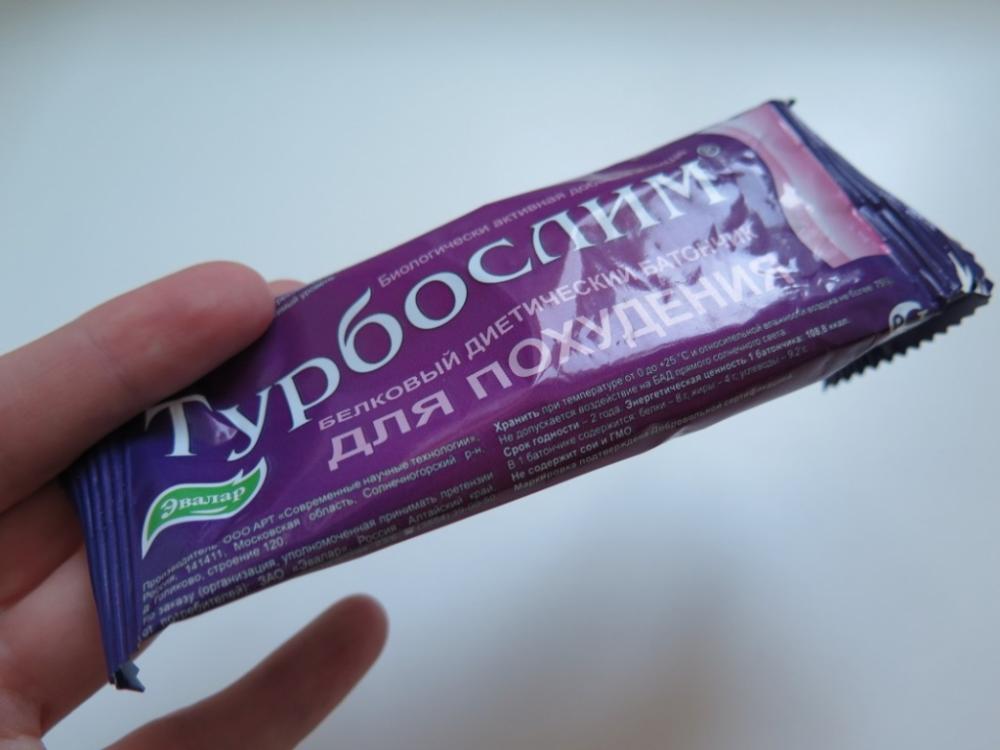 Биологически активная
Турбослим®
БЕЛКОВЫЙ ДИЕТИЧЕСКИЙ БАТОНЧИК
ДЛЯ ПОХУДЕНИЯ
Эвалар
Производитель: ООО АРТ «Современные научные технологии»,
Россия, 141411, Московская область, Солнечногорский р-н,
д. Голиково, строение 120.
по заказу (организация, уполномоченная принимать претензии
от потребителей): ЗАО «Эвалар», Россия, Алтайский край,
Хранить при температуре от 0 до +25 °С и относительной влажности воздуха не более 75%.
Не допускается воздействие на БАД прямого солнечного света
Срок годности – 2 года. Энергетическая ценность 1 батончика: 108,8 ккал.
В 1 батончике содержится: белки – 8 г, жиры – 4 г, углеводы – 9,2 г.
Не содержит сои и ГМО
Маркировка подтверждена Добровольной сертификацией